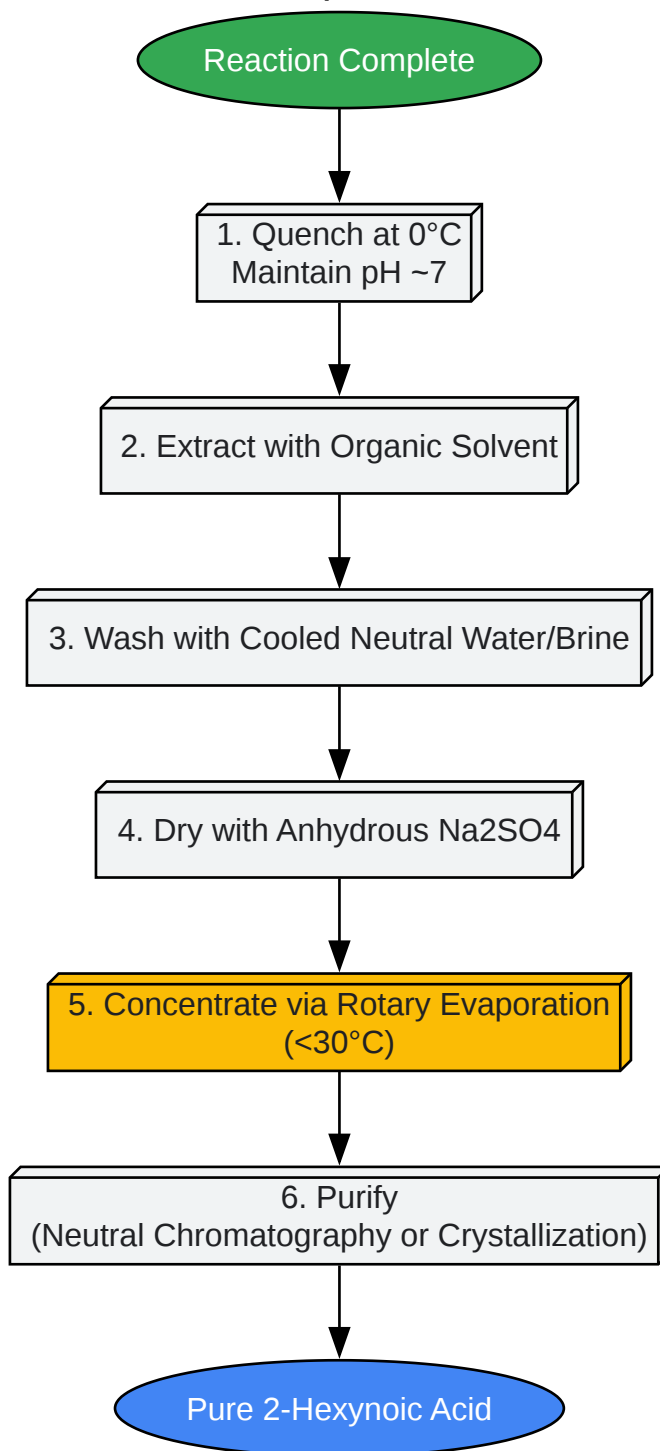 Reaction Complete
1. Quench at 0°C
Maintain pH ~7
2. Extract with Organic Solvent
3. Wash with Cooled Neutral Water/Brine
4. Dry with Anhydrous Na2SO4
5. Concentrate via Rotary Evaporation
(<30°C)
6. Purify
(Neutral Chromatography or Crystallization)
Pure 2-Hexynoic Acid